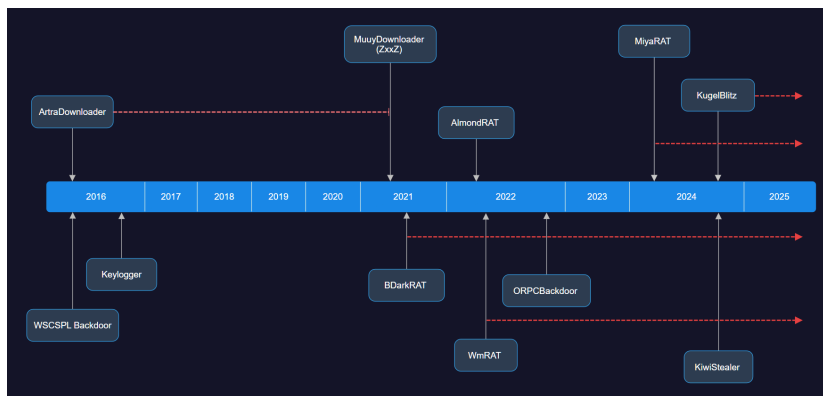 MuuyDownloader
(ZxxZ)
MiyaRAT
KugelBlitz
ArtraDownloader
AlmondRAT
2016
2017
2018
2019
2020
2021
2022
2023
2024
2025
Keylogger
BDarkRAT
ORPCBackdoor
WSCSPL Backdoor
WmRAT
KiwiStealer